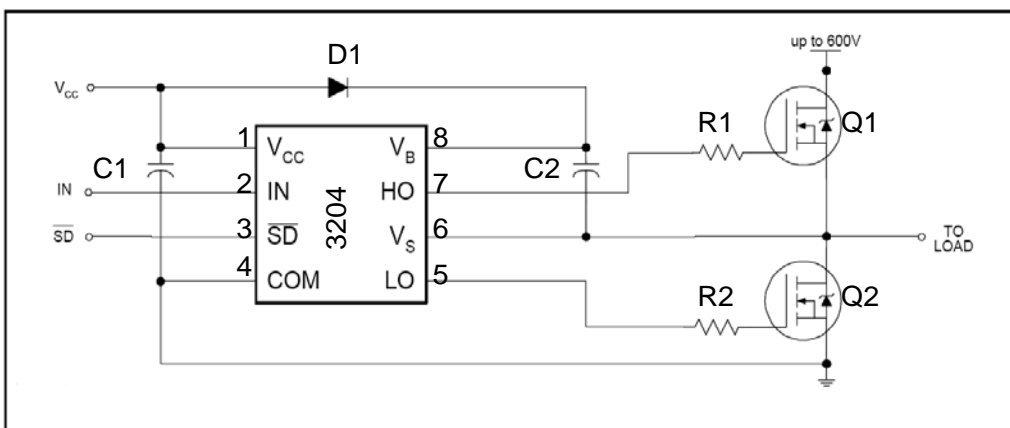 D1
up to 600V
VCC
R1
Q1
1
VCC
VB
8
C1
C2
IN
2
IN
HO
7
3204
SD
3
SD
VS
6
TO
LOAD
4
COM
LO
5
R2
Q2